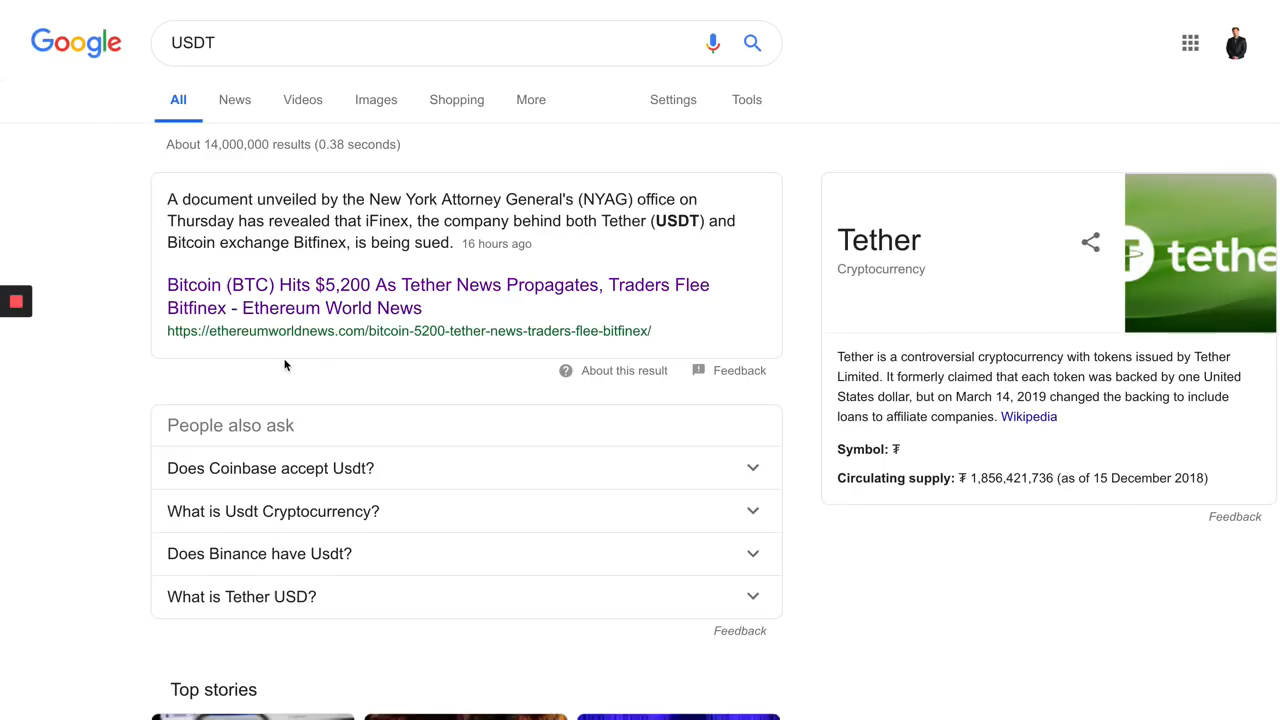 Google
USDT
All
News
Videos
Images
Shopping
More
Settings
Tools
About 14,000,000 results (0.38 seconds)
A document unveiled by the New York Attorney General's (NYAG) office on
Thursday has revealed that iFinex, the company behind both Tether (USDT) and
Bitcoin exchange Bitfinex, is being sued. 16 hours ago
Bitcoin (BTC) Hits $5,200 As Tether News Propagates, Traders Flee
Bitfinex - Ethereum World News
https://ethereumworldnews.com/bitcoin-5200-tether-news-traders-flee-bitfinex/
About this result
Feedback
People also ask
Does Coinbase accept Usdt?
What is Usdt Cryptocurrency?
Does Binance have Usdt?
What is Tether USD?
Feedback
Top stories
Tether
Cryptocurrency
tethe
Tether is a controversial cryptocurrency with tokens issued by Tether
Limited. It formerly claimed that each token was backed by one United
States dollar, but on March 14, 2019 changed the backing to include
loans to affiliate companies. Wikipedia
Symbol: ₮
Circulating supply: ₮ 1,856,421,736 (as of 15 December 2018)
Feedback